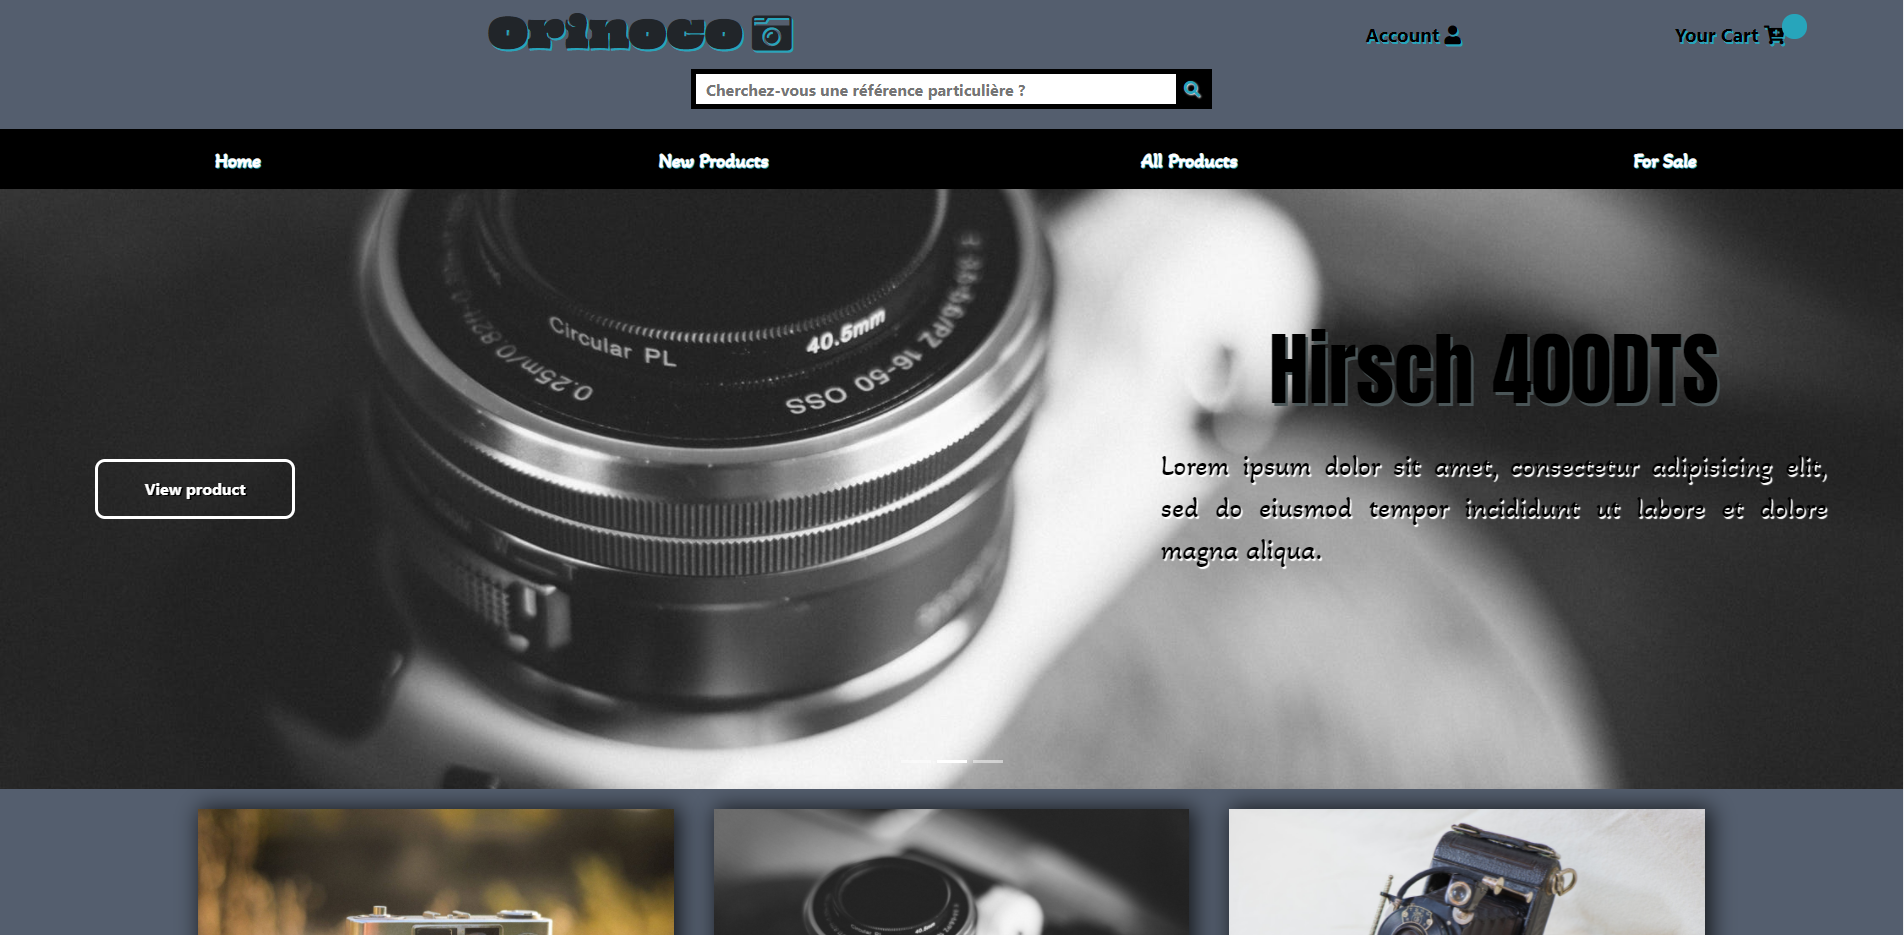 orinoco
Account
Your Cart
Cherchez-vous une référence particulière ?
Home
New Products
All Products
For Sale
Circular PL
40.5mm
0.25m/0.82ft
16-50 OSS
Hirsch 400DTS
Lorem ipsum dolor sit amet, consectetur adipisicing elit,
sed do eiusmod tempor incididunt ut labore et dolore
magna aliqua.
View product